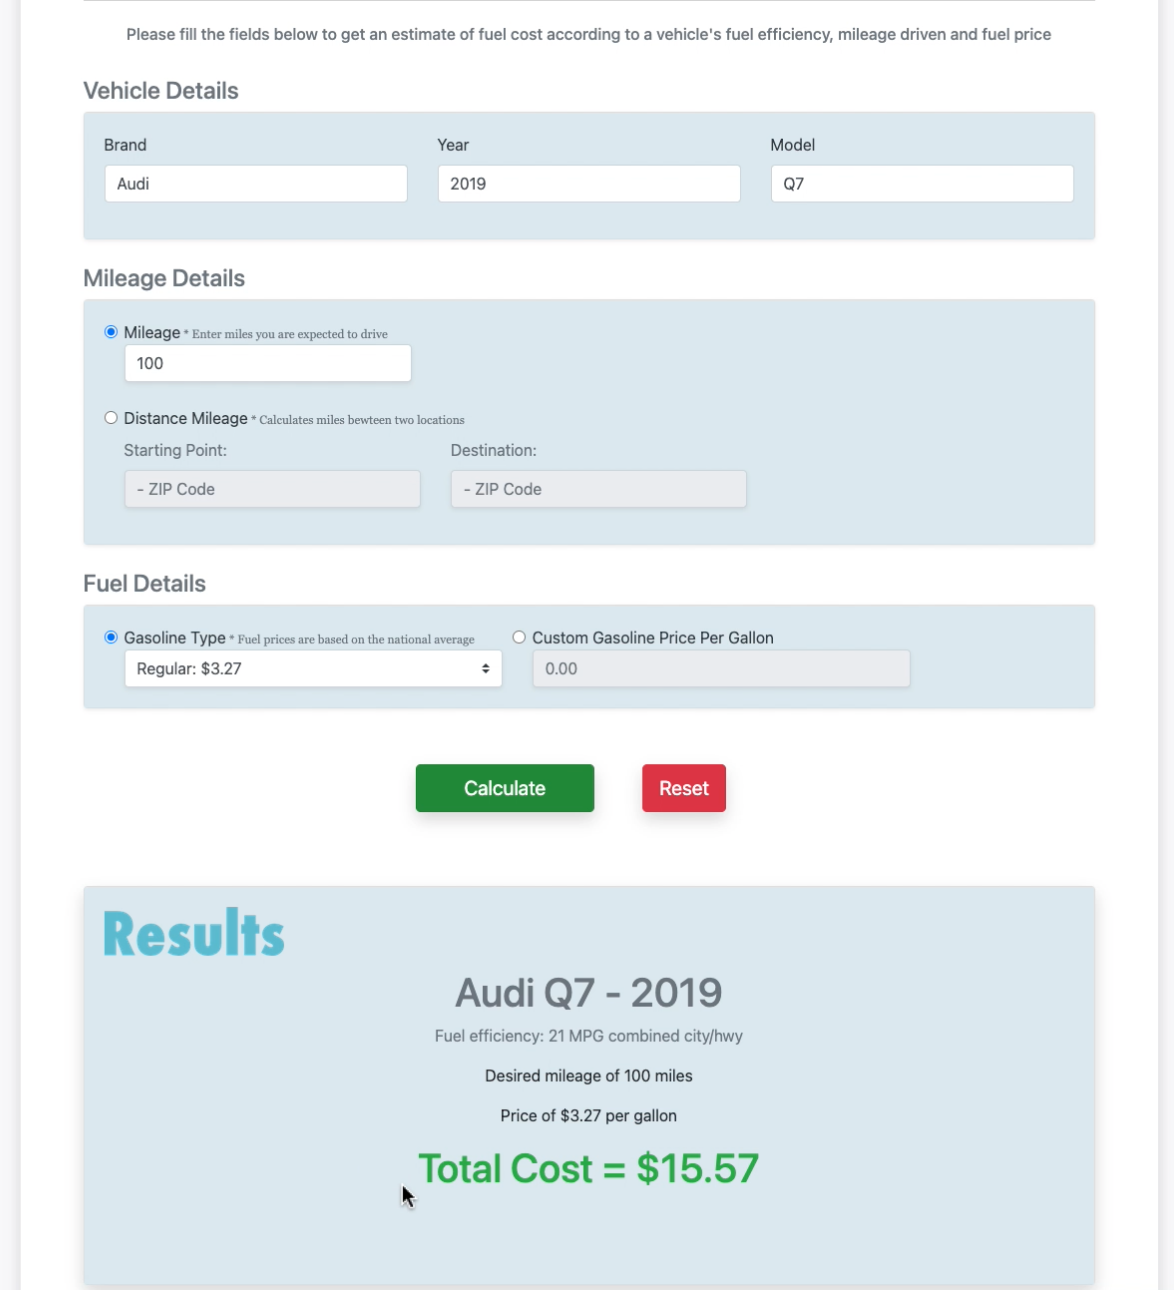 Please fill the fields below to get an estimate of fuel cost according to a vehicle's fuel efficiency, mileage driven and fuel price
Vehicle Details
Brand Year Model
Audi 2019 Q7
Mileage Details
Mileage * Enter miles you are expected to drive
100
Distance Mileage * Calculates miles bewteen two locations
Starting Point: Destination:
- ZIP Code - ZIP Code
Fuel Details
Gasoline Type * Fuel prices are based on the national average Custom Gasoline Price Per Gallon
Regular: $3.27 0.00
Calculate Reset
Results
Audi Q7 - 2019
Fuel efficiency: 21 MPG combined city/hwy
Desired mileage of 100 miles
Price of $3.27 per gallon
Total Cost = $15.57